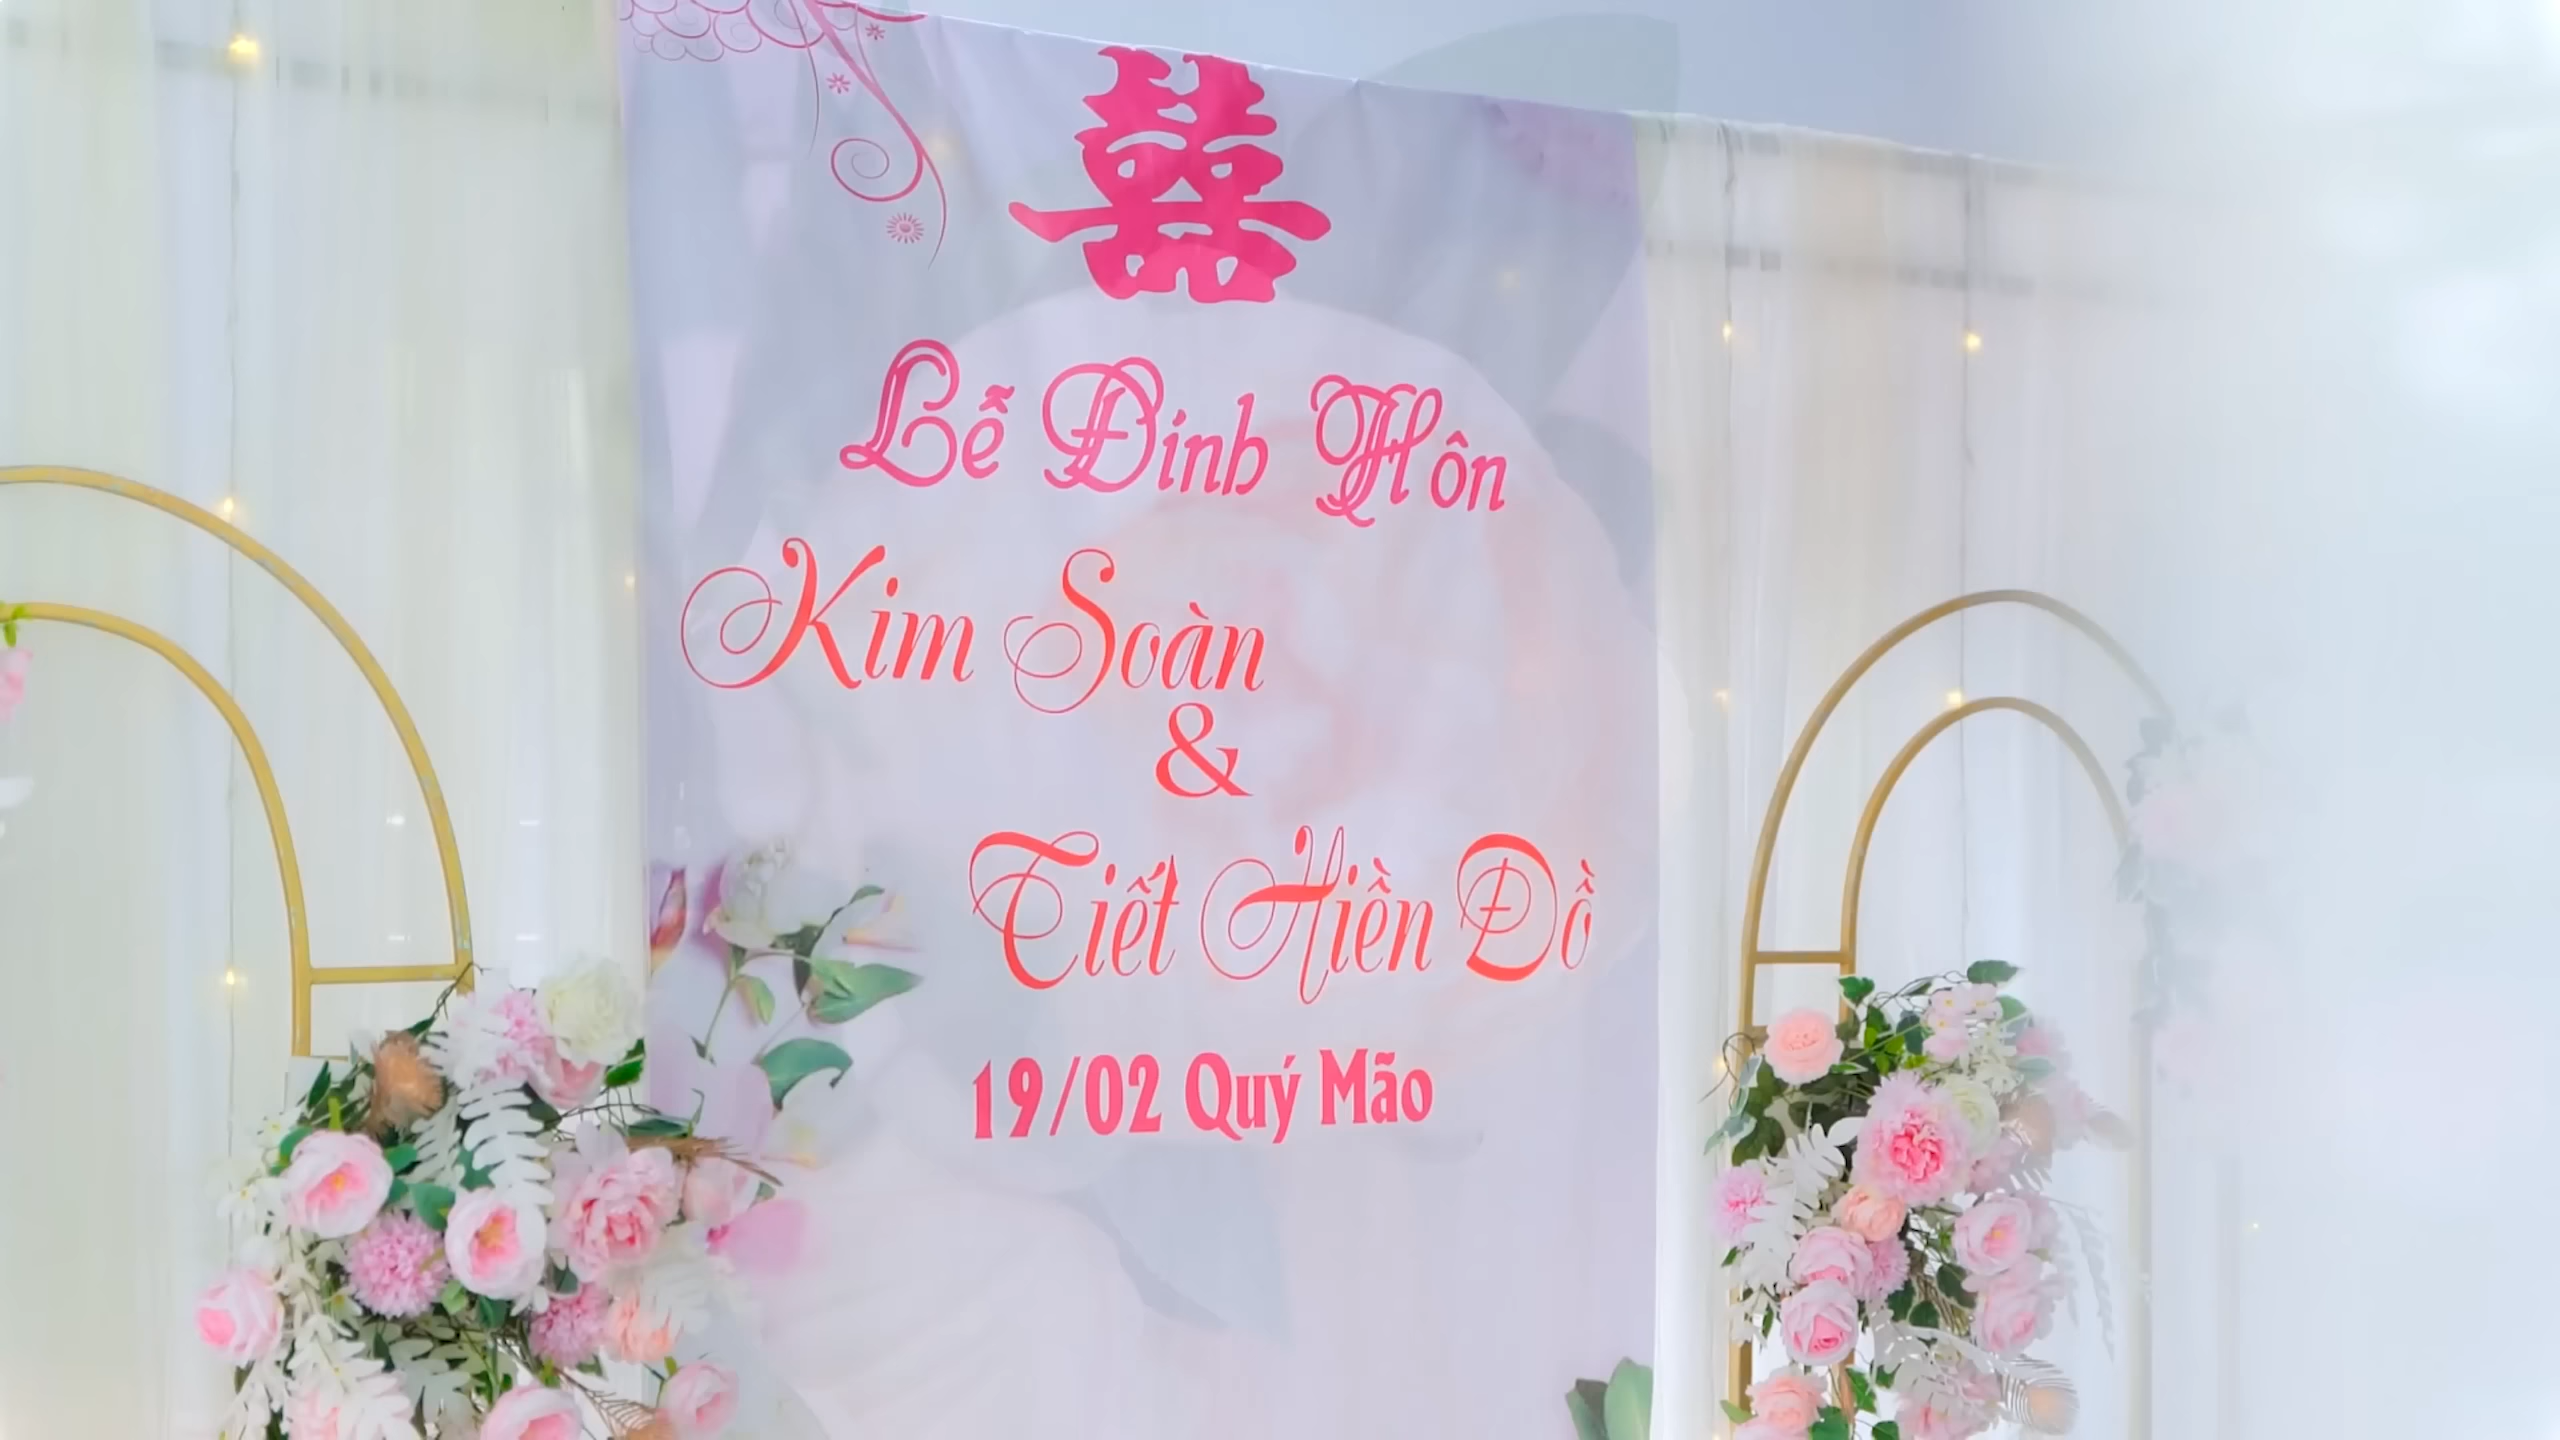 囍
Lễ Đính Hôn
Kim Soàn
&
Tiết Hiền Đồ
19/02 Quý Mão